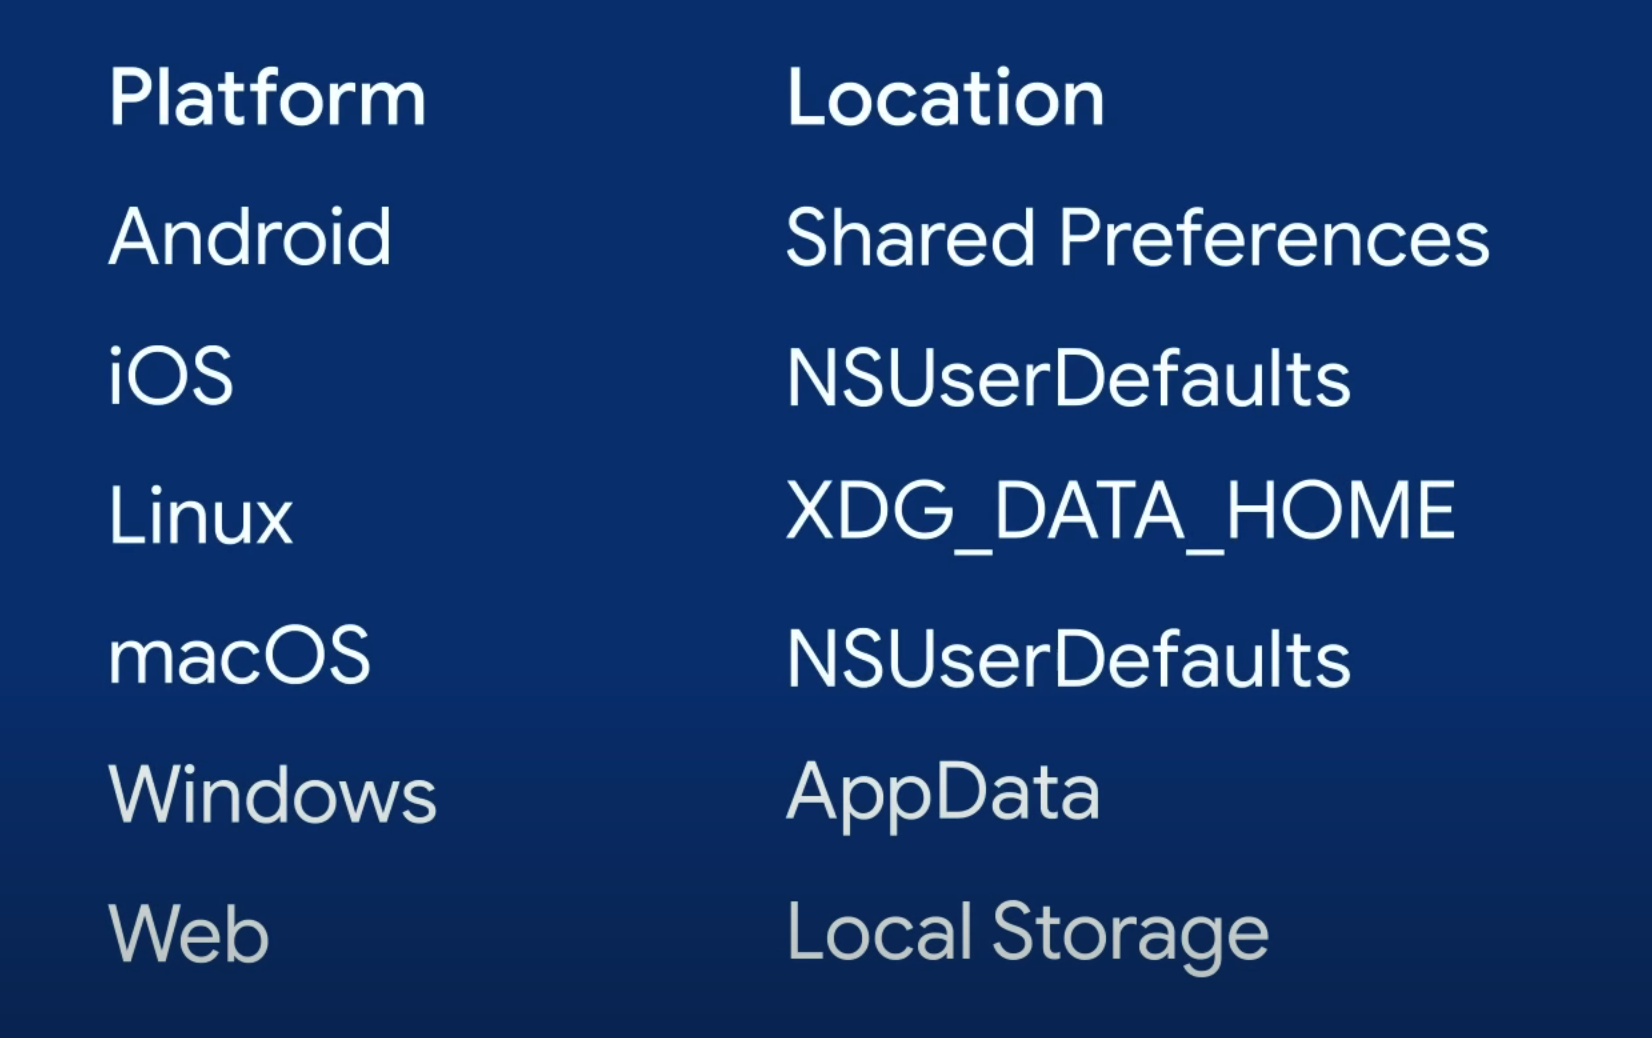 Platform Location
Android Shared Preferences
iOS NSUserDefaults
Linux XDG_DATA_HOME
macOS NSUserDefaults
Windows AppData
Web Local Storage